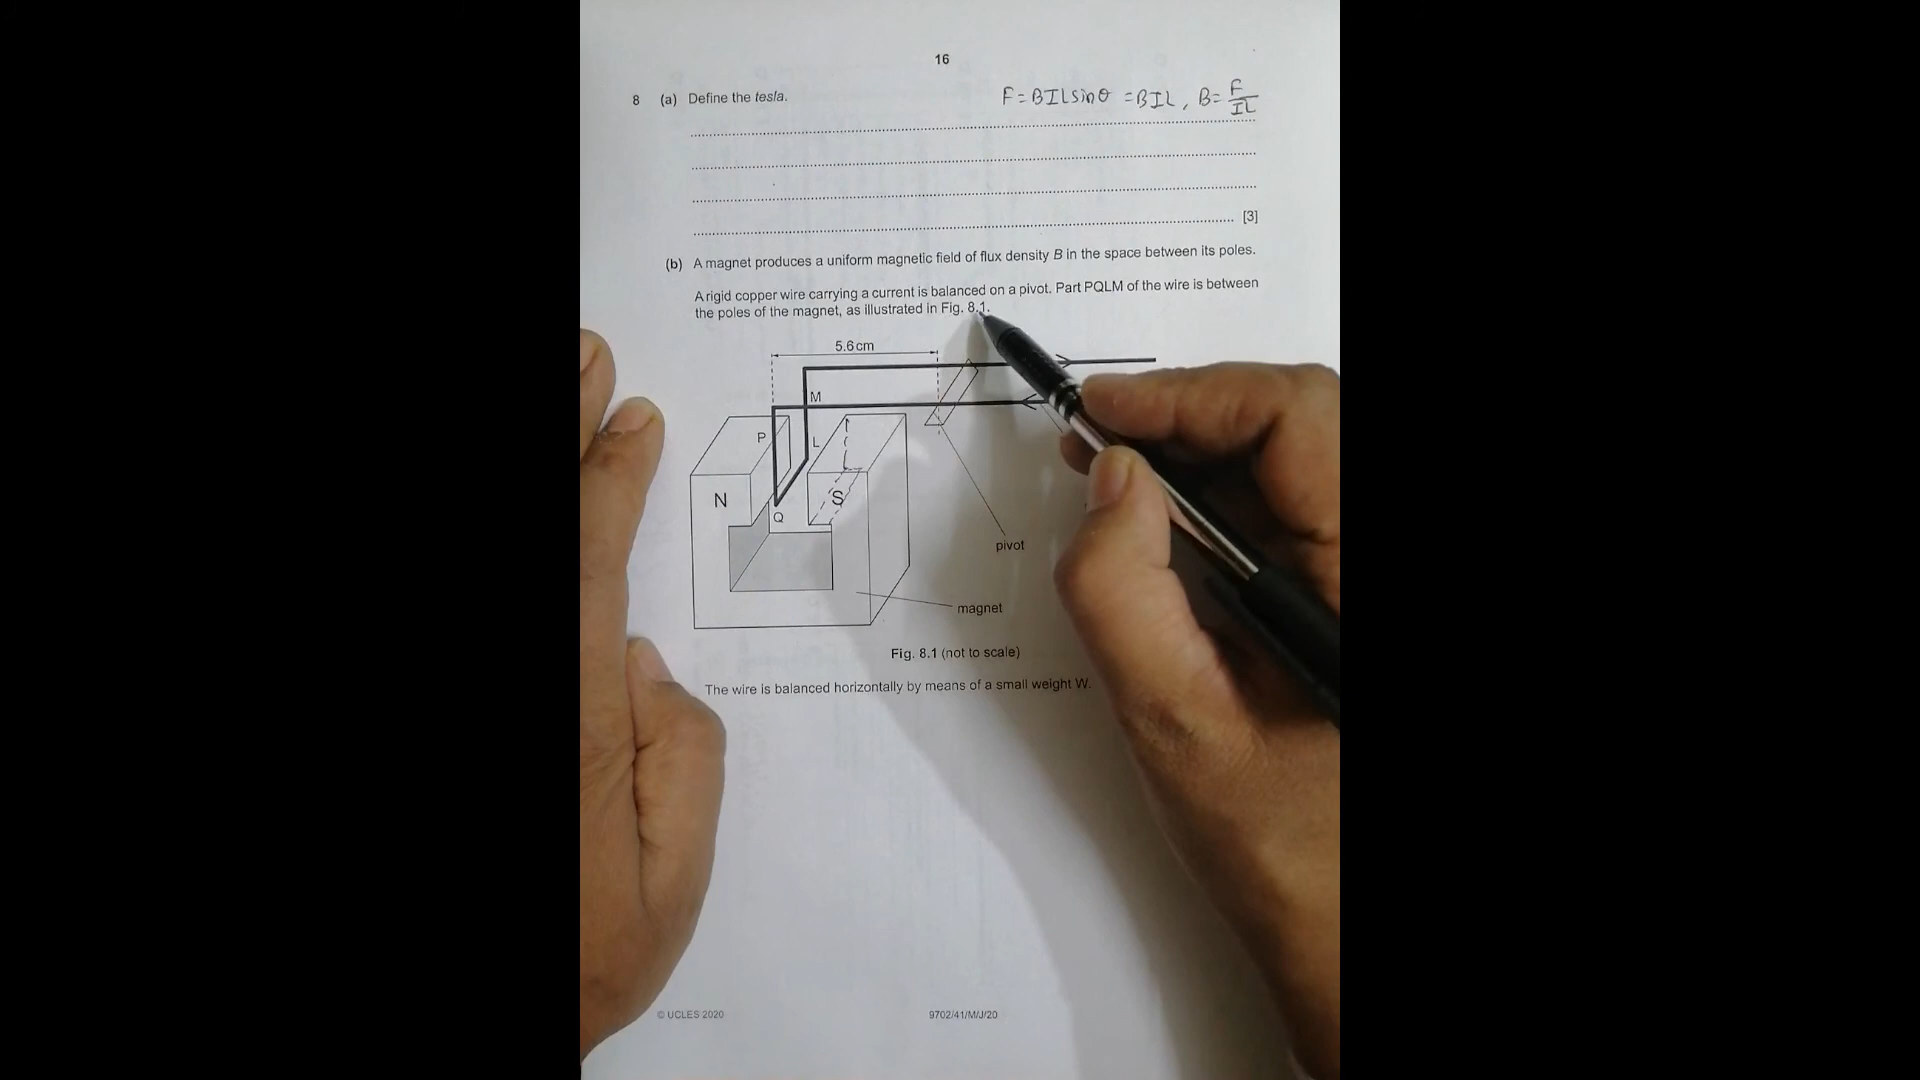 16
8 (a) Define the tesla.
F = BILsinθ = BIL, B = F/IL
[3]
(b) A magnet produces a uniform magnetic field of flux density B in the space between its poles.
A rigid copper wire carrying a current is balanced on a pivot. Part PQLM of the wire is between
the poles of the magnet, as illustrated in Fig. 8.1.
5.6 cm
M
P
L
N
S
Q
pivot
magnet
Fig. 8.1 (not to scale)
The wire is balanced horizontally by means of a small weight W.
© UCLES 2020
9702/41/M/J/20